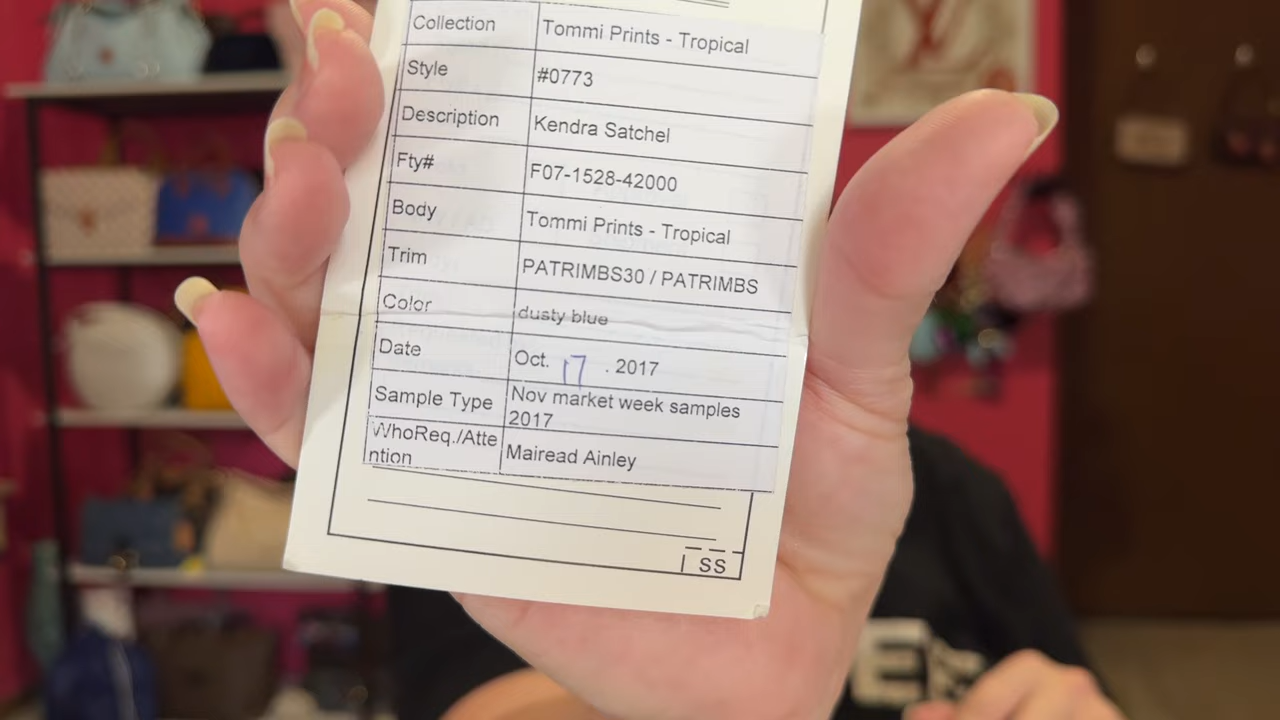 Collection Tommi Prints - Tropical
Style #0773
Description Kendra Satchel
Fty# F07-1528-42000
Body Tommi Prints - Tropical
Trim PATRIMBS30 / PATRIMBS
Color dusty blue
Date Oct. 17 . 2017
Sample Type Nov market week samples
2017
WhoReq./Atte
ntion Mairead Ainley
SS